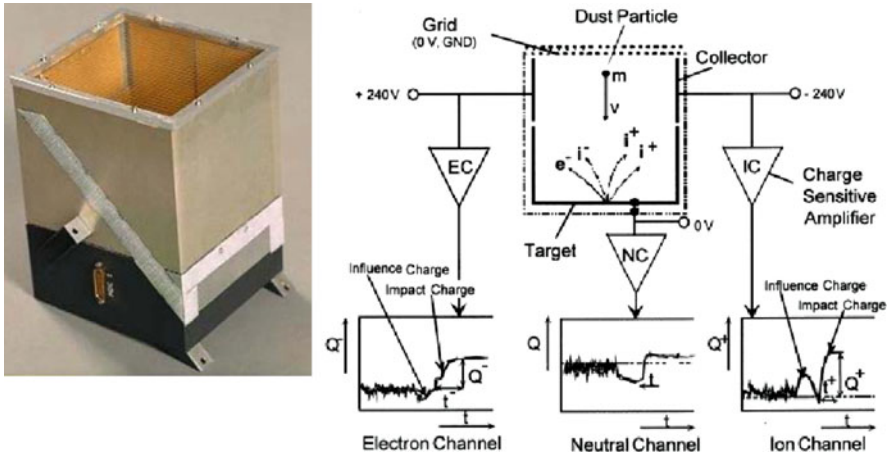 Dust Particle
Grid
(0 V, GND)
Collector
m
v
+ 240V
- 240V
e-
i-
i+
i+
EC
IC
Charge
Sensitive
Amplifier
Target
0V
NC
Influence Charge
Impact Charge
Influence Charge
Impact Charge
Q-
Q-
t-
t
Q
t
t
Q+
t+
Q+
t
Electron Channel
Neutral Channel
Ion Channel